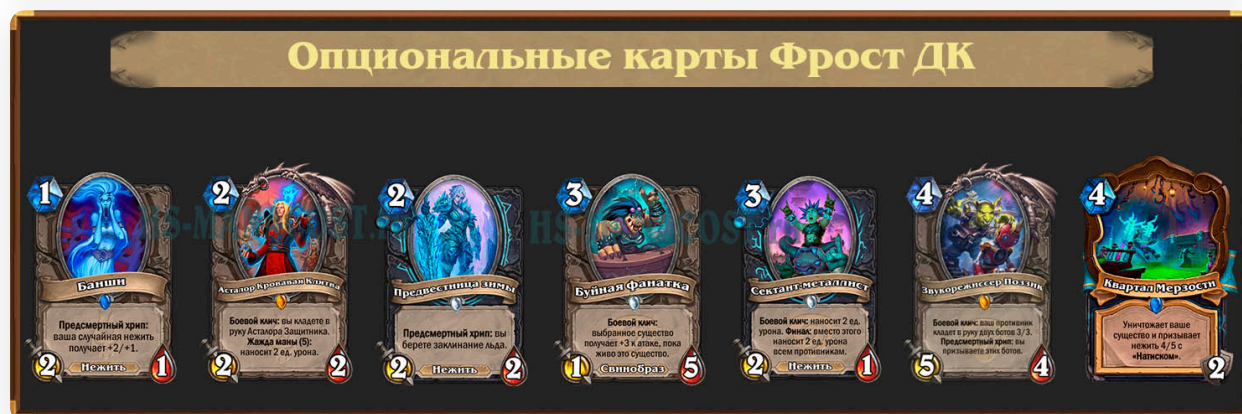 Опциональные карты Фрост ДК
1
Банши
Предсмертный хрип:
ваша случайная нежить
получает +2/+1.
2
Нежить
1
2
Асталор Кровавая Клятва
Боевой клич: вы кладете в
руку Асталора Защитника.
Жажда маны (5):
наносит 2 ед. урона.
2
2
2
Предвестница зимы
Предсмертный хрип: вы
берете заклинание льда.
2
Нежить
2
3
Буйная фанатка
Боевой клич:
выбранное существо
получает +3 к атаке, пока
живо это существо.
1
Свинобраз
5
3
Сектант-металлист
Боевой клич: наносит 2 ед.
урона. Финал: вместо этого
наносит 2 ед. урона
всем противникам.
2
Нежить
1
4
Звукорежиссер Поззик
Боевой клич: ваш противник
кладет в руку двух ботов 3/3.
Предсмертный хрип: вы
призываете этих ботов.
5
4
4
Квартал Мерзости
Уничтожает ваше
существо и призывает
нежить 4/5 с
«Натиском».
2